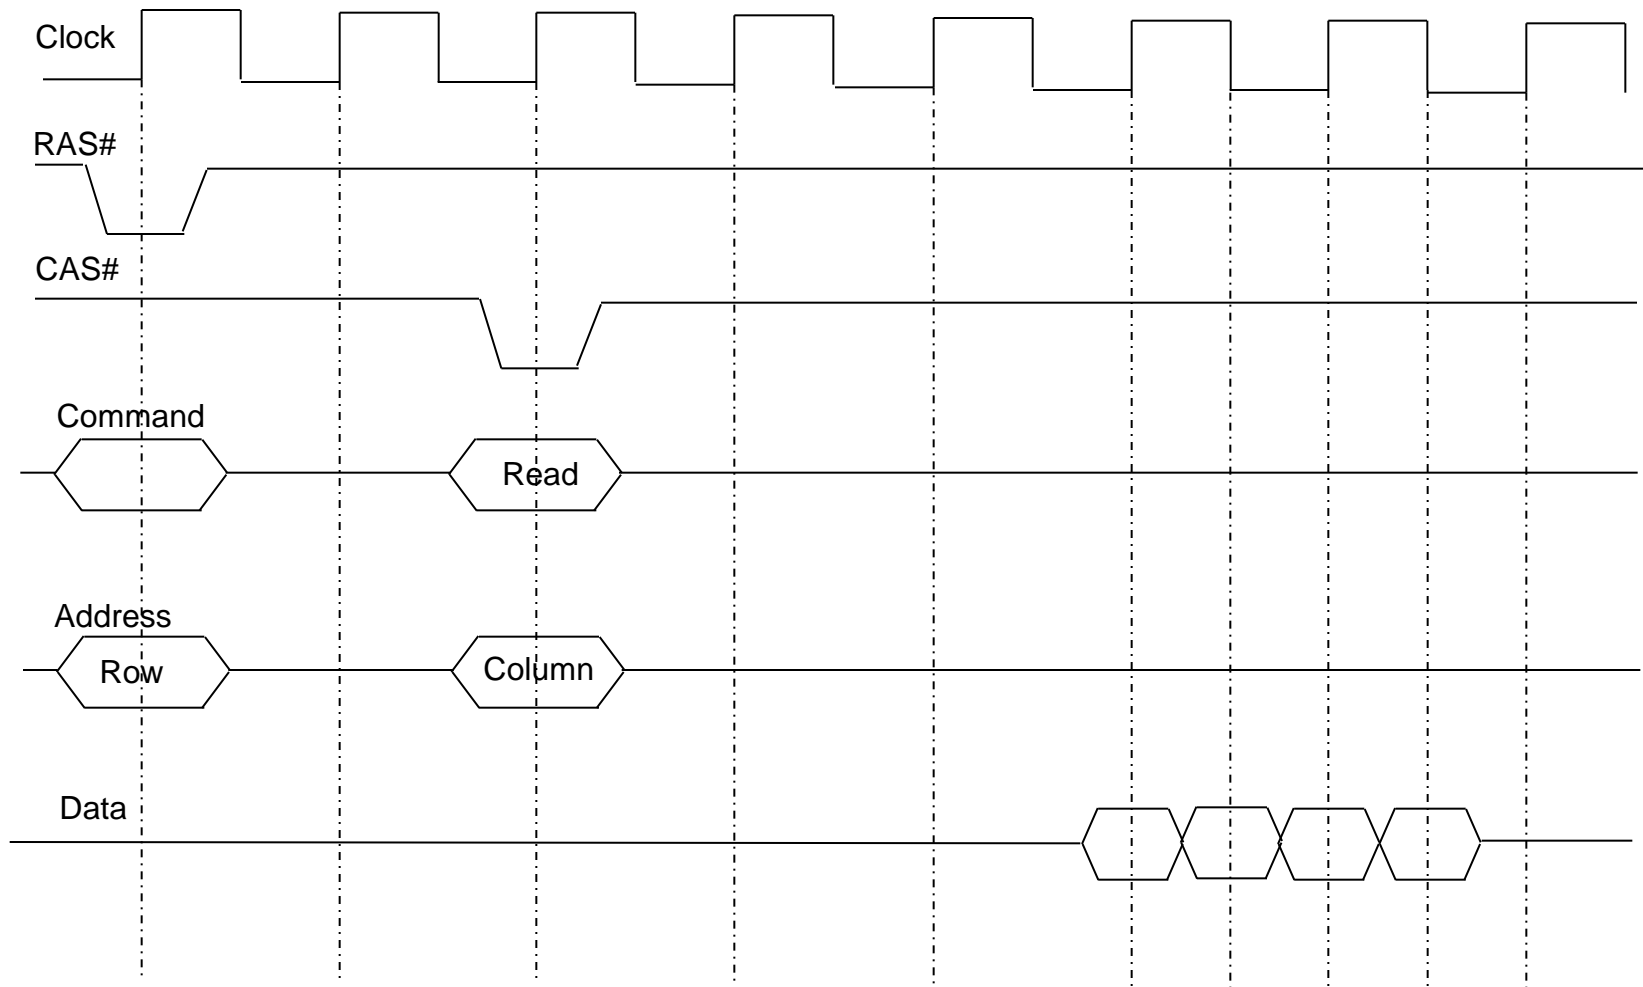 Clock
RAS#
CAS#
Command
Read
Address
Row
Column
Data